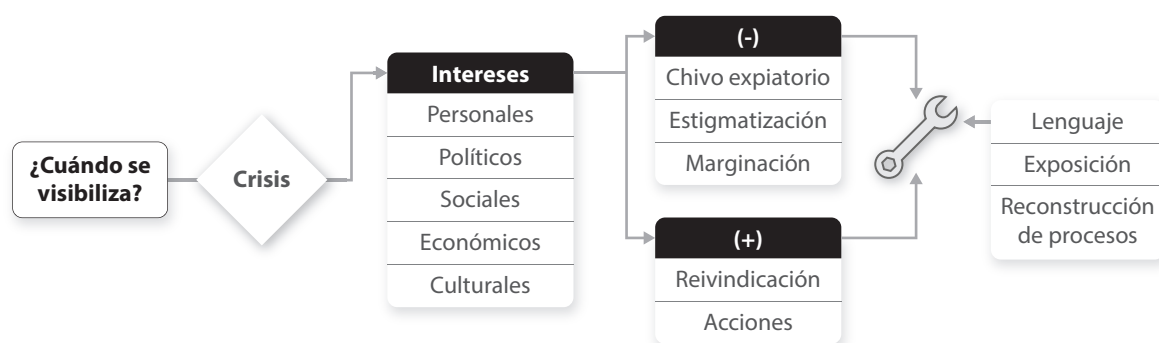 ¿Cuándo se
visibiliza?
Crisis
Intereses
Personales
Políticos
Sociales
Económicos
Culturales
(-)
Chivo expiatorio
Estigmatización
Marginación
(+)
Reivindicación
Acciones
Lenguaje
Exposición
Reconstrucción
de procesos